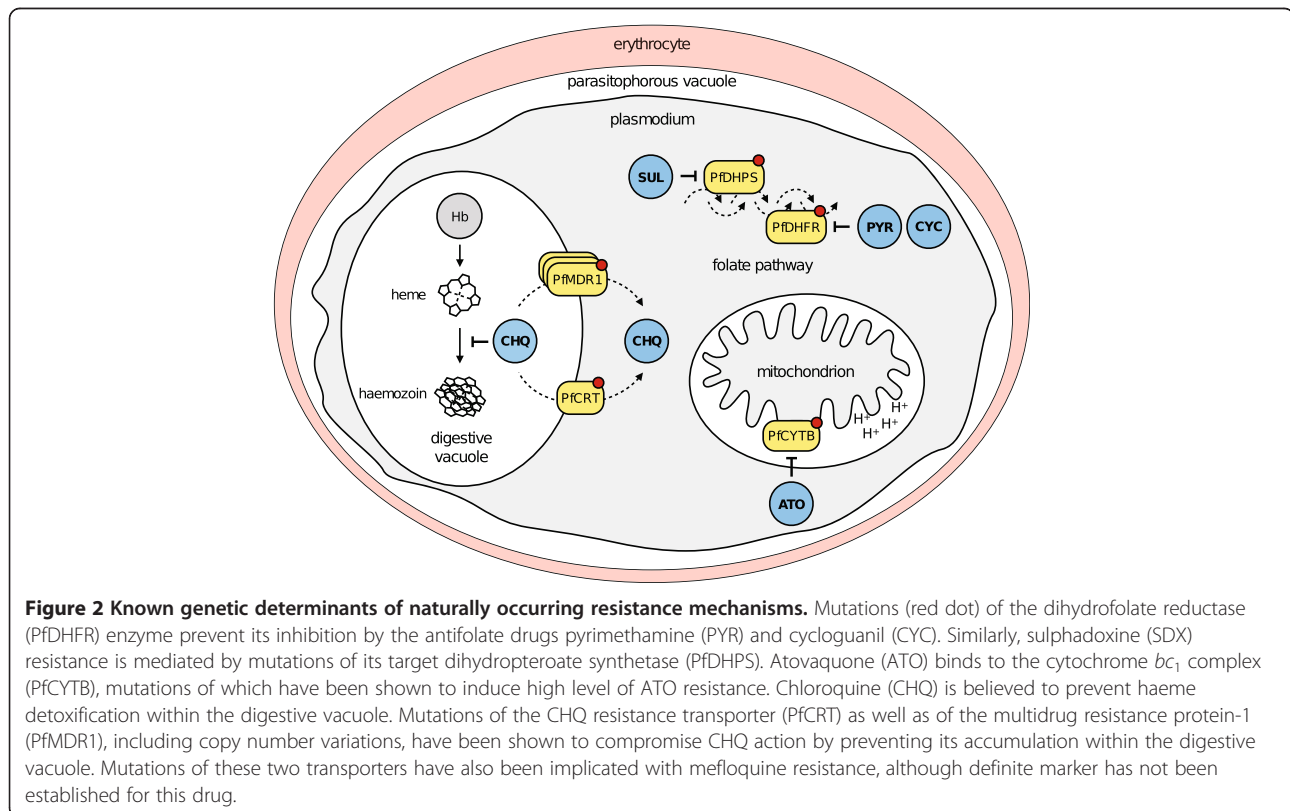 erythrocyte
parasitophorous vacuole
plasmodium
SUL
PfDHPS
Hb
PfDHFR
PYR
CYC
PfMDR1
folate pathway
heme
CHQ
CHQ
mitochondrion
haemozoin
PfCRT
H+
H+
H+
H+
PfCYTB
digestive
vacuole
ATO
Figure 2 Known genetic determinants of naturally occurring resistance mechanisms. Mutations (red dot) of the dihydrofolate reductase
(PfDHFR) enzyme prevent its inhibition by the antifolate drugs pyrimethamine (PYR) and cycloguanil (CYC). Similarly, sulphadoxine (SDX)
resistance is mediated by mutations of its target dihydropteroate synthetase (PfDHPS). Atovaquone (ATO) binds to the cytochrome bc1 complex
(PfCYTB), mutations of which have been shown to induce high level of ATO resistance. Chloroquine (CHQ) is believed to prevent haeme
detoxification within the digestive vacuole. Mutations of the CHQ resistance transporter (PfCRT) as well as of the multidrug resistance protein-1
(PfMDR1), including copy number variations, have been shown to compromise CHQ action by preventing its accumulation within the digestive
vacuole. Mutations of these two transporters have also been implicated with mefloquine resistance, although definite marker has not been
established for this drug.